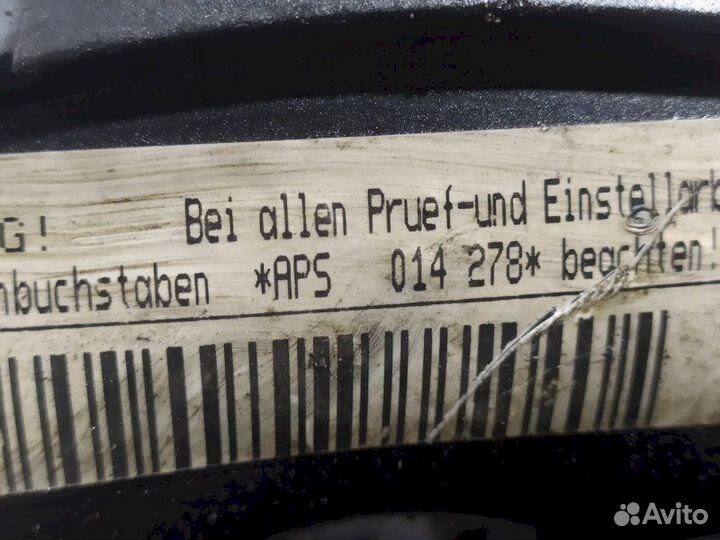 G! Bei allen Pruef-und Einstellarb
nbuchstaben *APS 014 278* beachten!
Avito